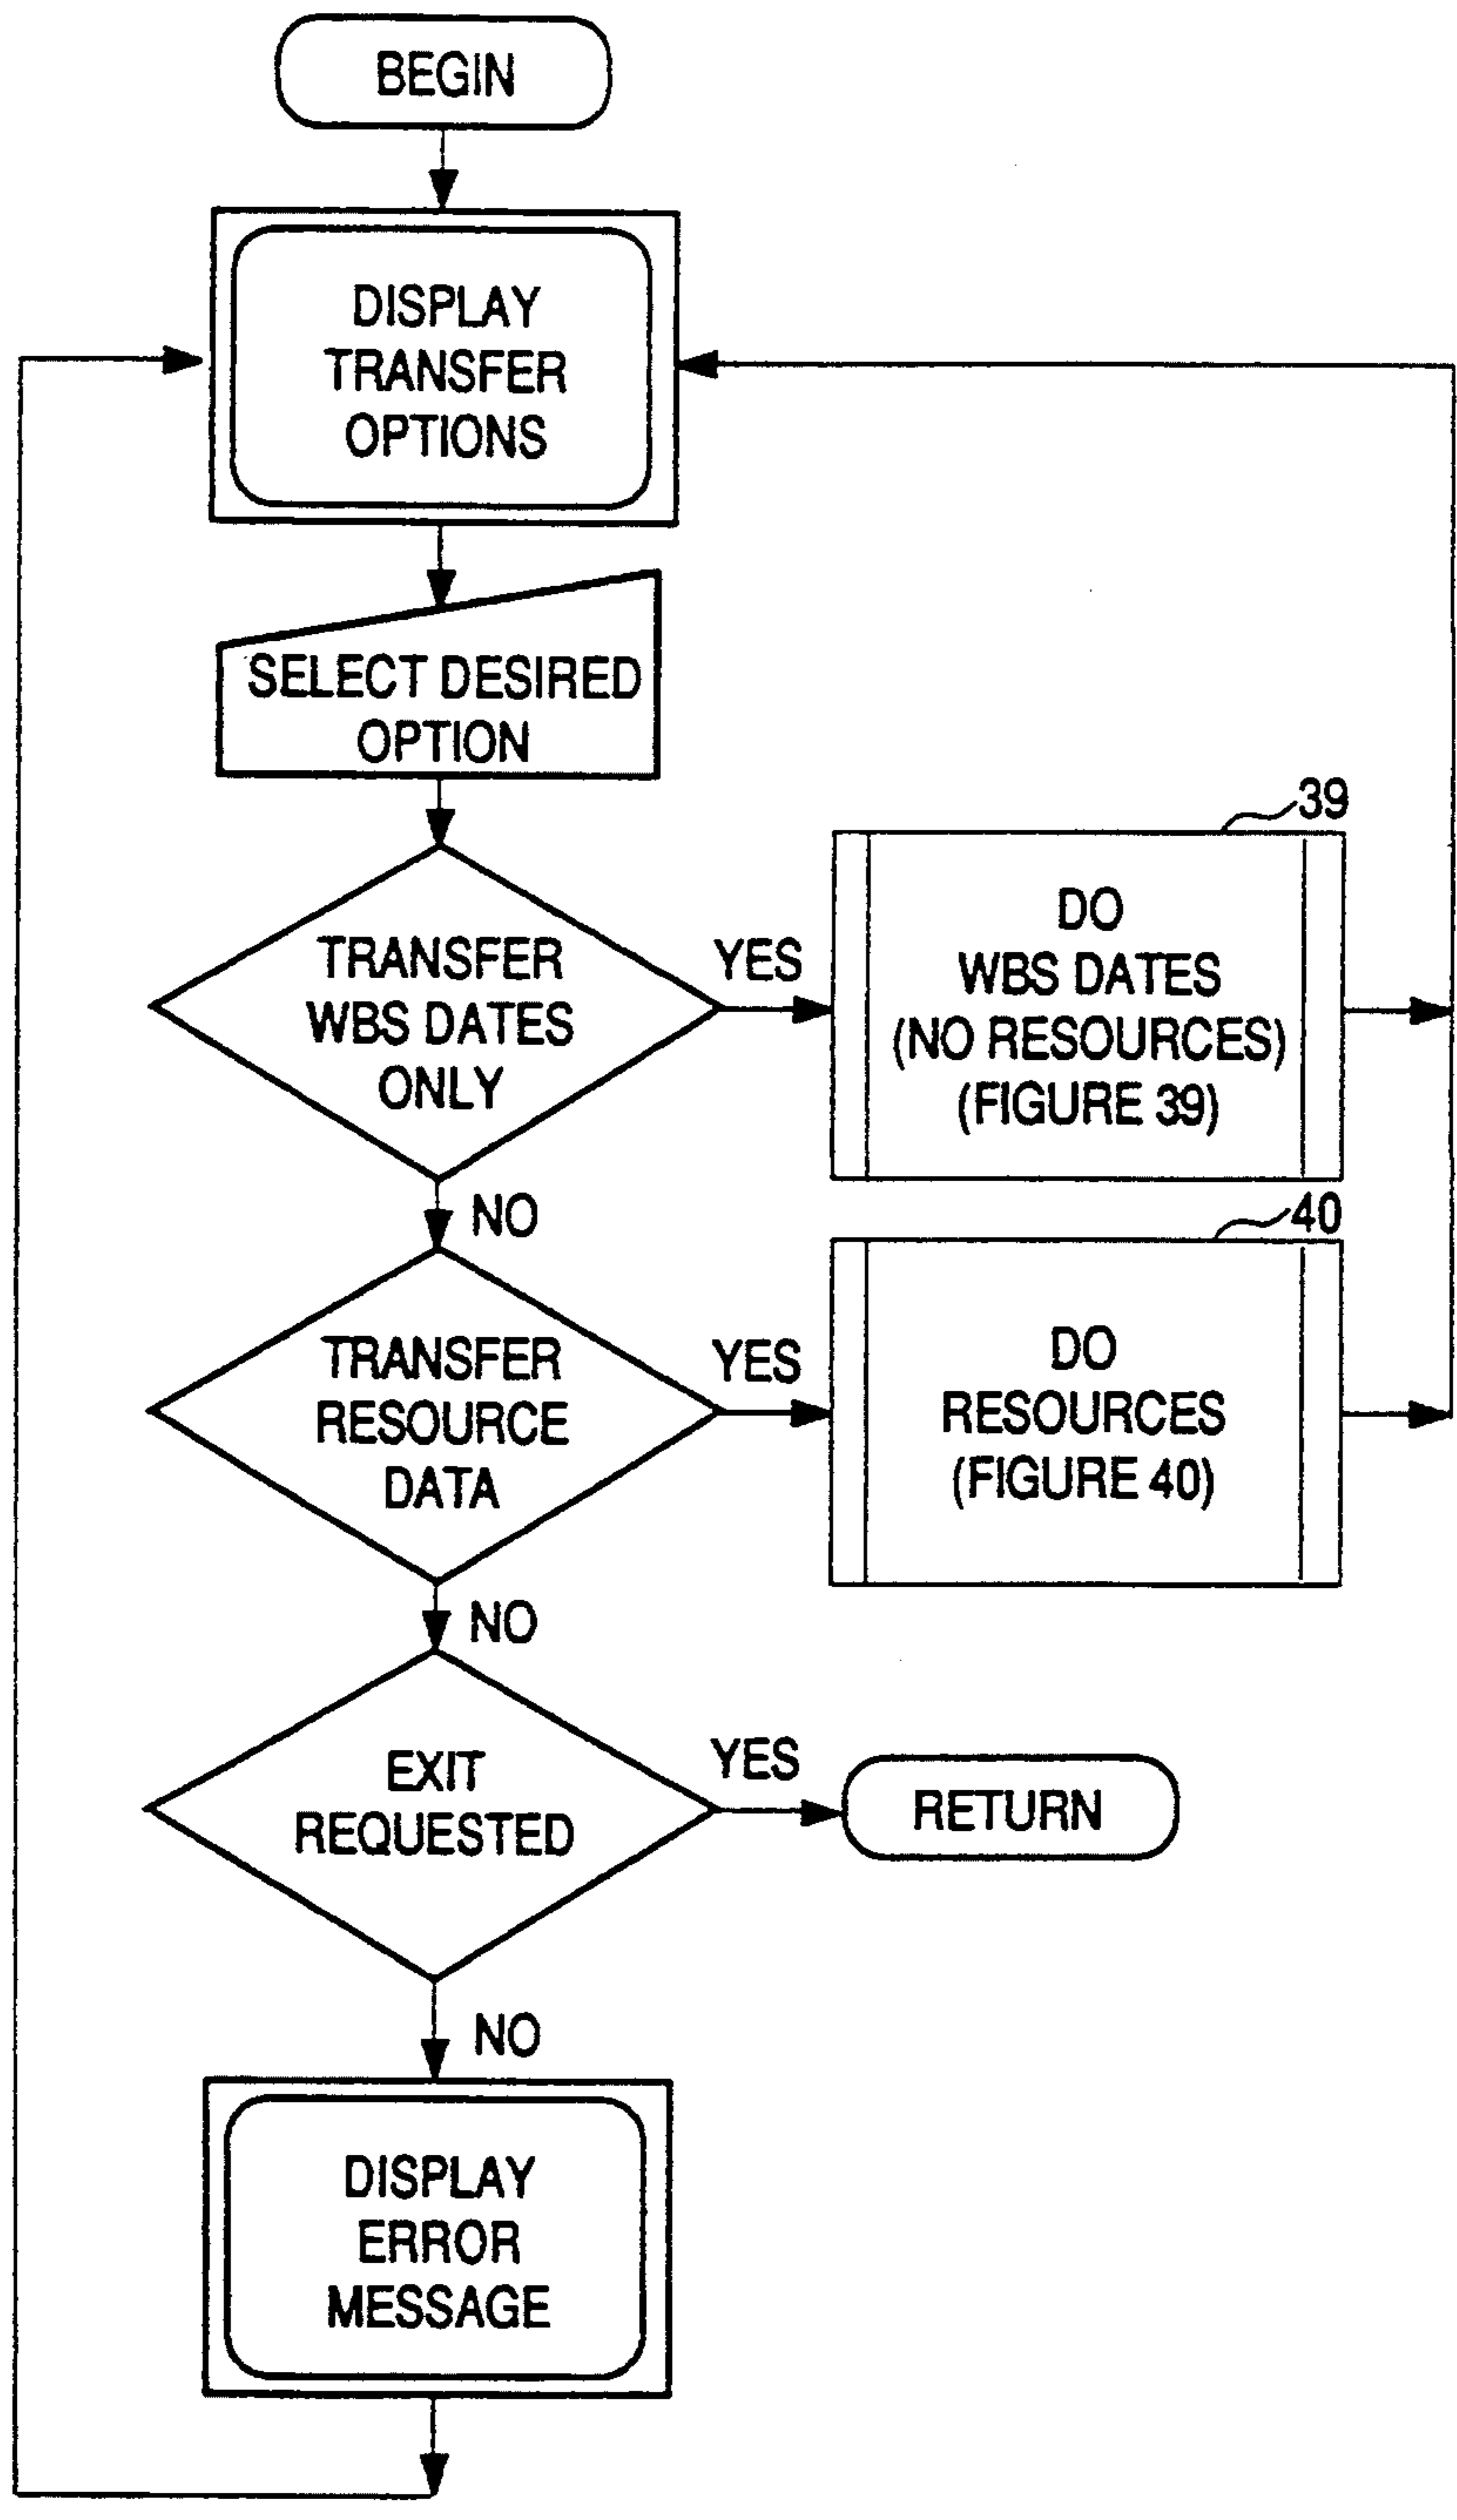 BEGIN
DISPLAY
TRANSFER
OPTIONS
SELECT DESIRED
OPTION
TRANSFER
WBS DATES
ONLY
YES
39
DO
WBS DATES
(NO RESOURCES)
(FIGURE 39)
NO
TRANSFER
RESOURCE
DATA
YES
40
DO
RESOURCES
(FIGURE 40)
NO
EXIT
REQUESTED
YES
RETURN
NO
DISPLAY
ERROR
MESSAGE